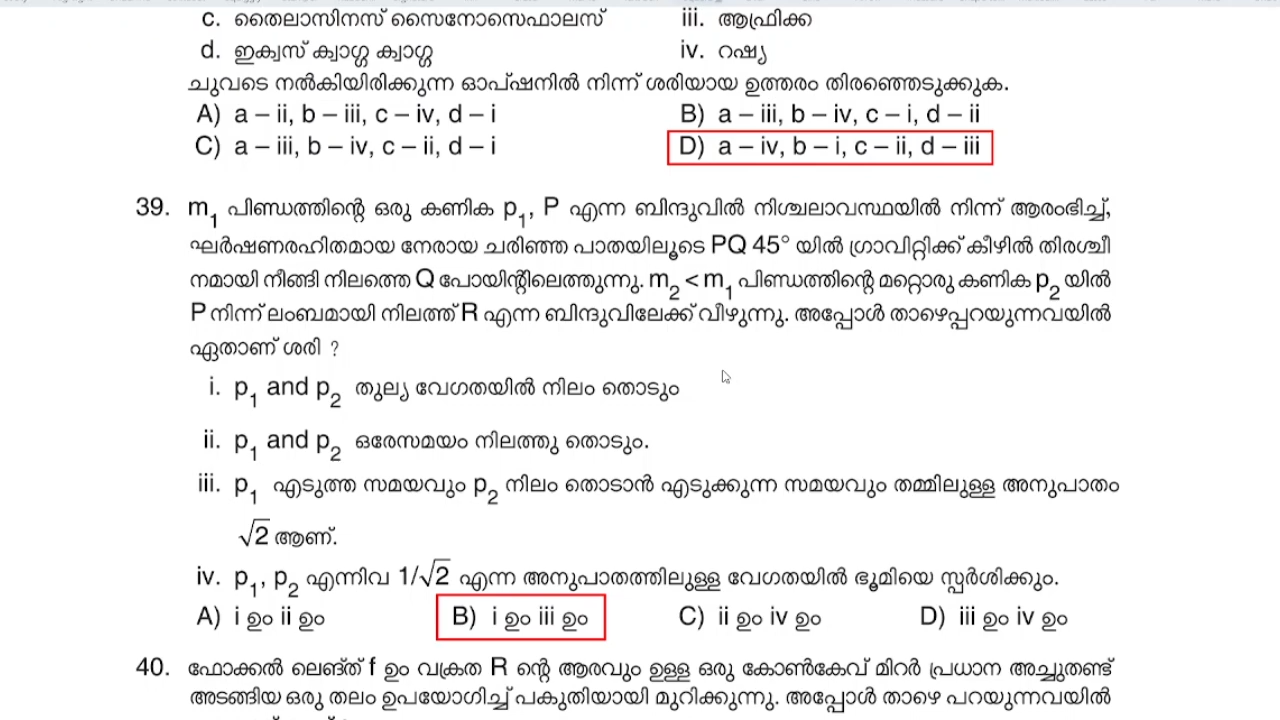 c. തൈലാസിനസ് സൈനോസെഫാലസ് iii. ആഫ്രിക്ക
d. ഇക്വസ് ക്വാഗ്ഗ ക്വാഗ്ഗ iv. റഷ്യ
ചുവടെ നൽകിയിരിക്കുന്ന ഓപ്ഷനിൽ നിന്ന് ശരിയായ ഉത്തരം തിരഞ്ഞെടുക്കുക.
A) a – ii, b – iii, c – iv, d – i B) a – iii, b – iv, c – i, d – ii
C) a – iii, b – iv, c – ii, d – i D) a – iv, b – i, c – ii, d – iii
39. m₁ പിണ്ഡത്തിന്റെ ഒരു കണിക p₁, P എന്ന ബിന്ദുവിൽ നിശ്ചലാവസ്ഥയിൽ നിന്ന് ആരംഭിച്ച്,
ഘർഷണരഹിതമായ നേരായ ചരിഞ്ഞ പാതയിലൂടെ PQ 45° യിൽ ഗ്രാവിറ്റിക്ക് കീഴിൽ തിരശ്ചീ
നമായി നീങ്ങി നിലത്തെ Q പോയിന്റിലെത്തുന്നു. m₂ < m₁ പിണ്ഡത്തിന്റെ മറ്റൊരു കണിക p₂ യിൽ
P നിന്ന് ലംബമായി നിലത്ത് R എന്ന ബിന്ദുവിലേക്ക് വീഴുന്നു. അപ്പോൾ താഴെപ്പറയുന്നവയിൽ
ഏതാണ് ശരി ?
i. p₁ and p₂ തുല്യ വേഗതയിൽ നിലം തൊടും
ii. p₁ and p₂ ഒരേസമയം നിലത്തു തൊടും.
iii. p₁ എടുത്ത സമയവും p₂ നിലം തൊടാൻ എടുക്കുന്ന സമയവും തമ്മിലുള്ള അനുപാതം
√2 ആണ്.
iv. p₁, p₂ എന്നിവ 1/√2 എന്ന അനുപാതത്തിലുള്ള വേഗതയിൽ ഭൂമിയെ സ്പർശിക്കും.
A) i ഉം ii ഉം B) i ഉം iii ഉം C) ii ഉം iv ഉം D) iii ഉം iv ഉം
40. ഫോക്കൽ ലെങ്ത് f ഉം വക്രത R ന്റെ ആരവും ഉള്ള ഒരു കോൺകേവ് മിറർ പ്രധാന അച്ചുതണ്ട്
അടങ്ങിയ ഒരു തലം ഉപയോഗിച്ച് പകുതിയായി മുറിക്കുന്നു. അപ്പോൾ താഴെ പറയുന്നവയിൽ